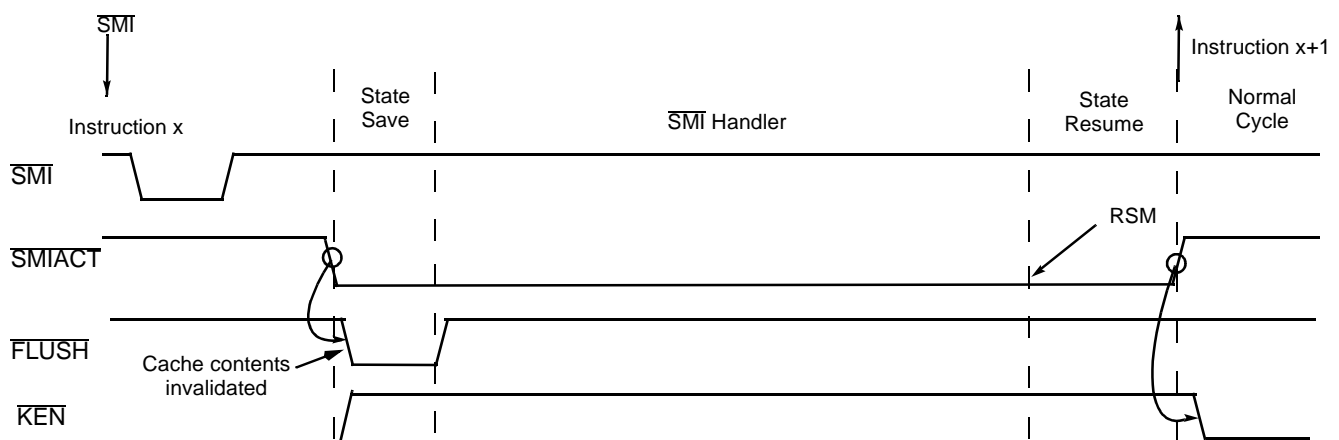 SMI
Instruction x+1
State
Save
SMI Handler
State
Resume
Normal
Cycle
Instruction x
SMI
RSM
SMIACT
FLUSH
Cache contents
invalidated
KEN